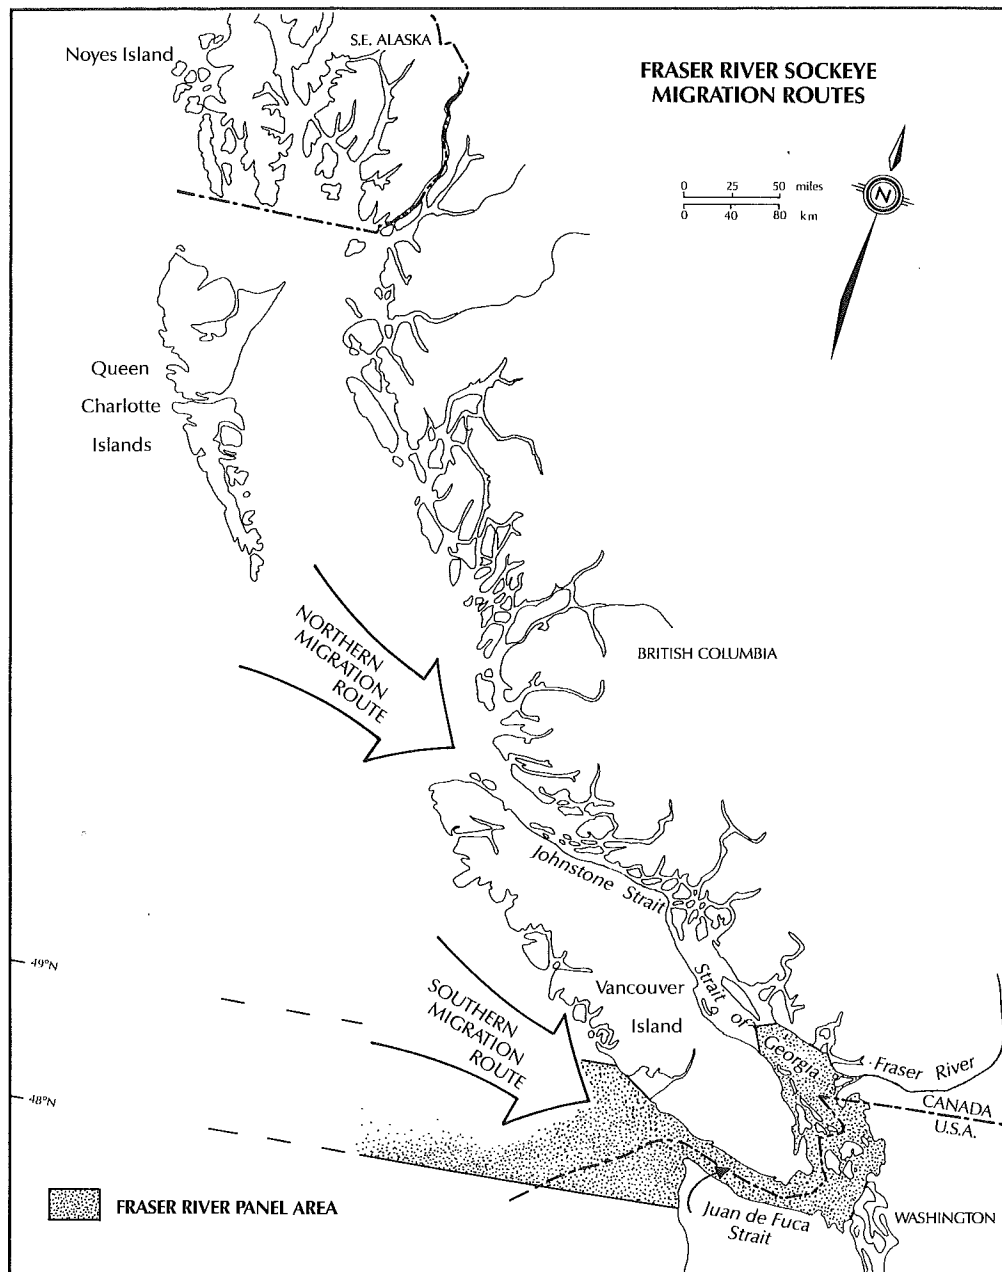 Noyes Island
S.E. ALASKA
FRASER RIVER SOCKEYE
MIGRATION ROUTES
0 25 50 miles
0 40 80 km
N
Queen
Charlotte
Islands
NORTHERN
MIGRATION
ROUTE
BRITISH COLUMBIA
Johnstone Strait
49°N
SOUTHERN
MIGRATION
ROUTE
Vancouver
Island
Strait of
Georgia
Fraser River
48°N
CANADA
U.S.A.
FRASER RIVER PANEL AREA
Juan de Fuca
Strait
WASHINGTON